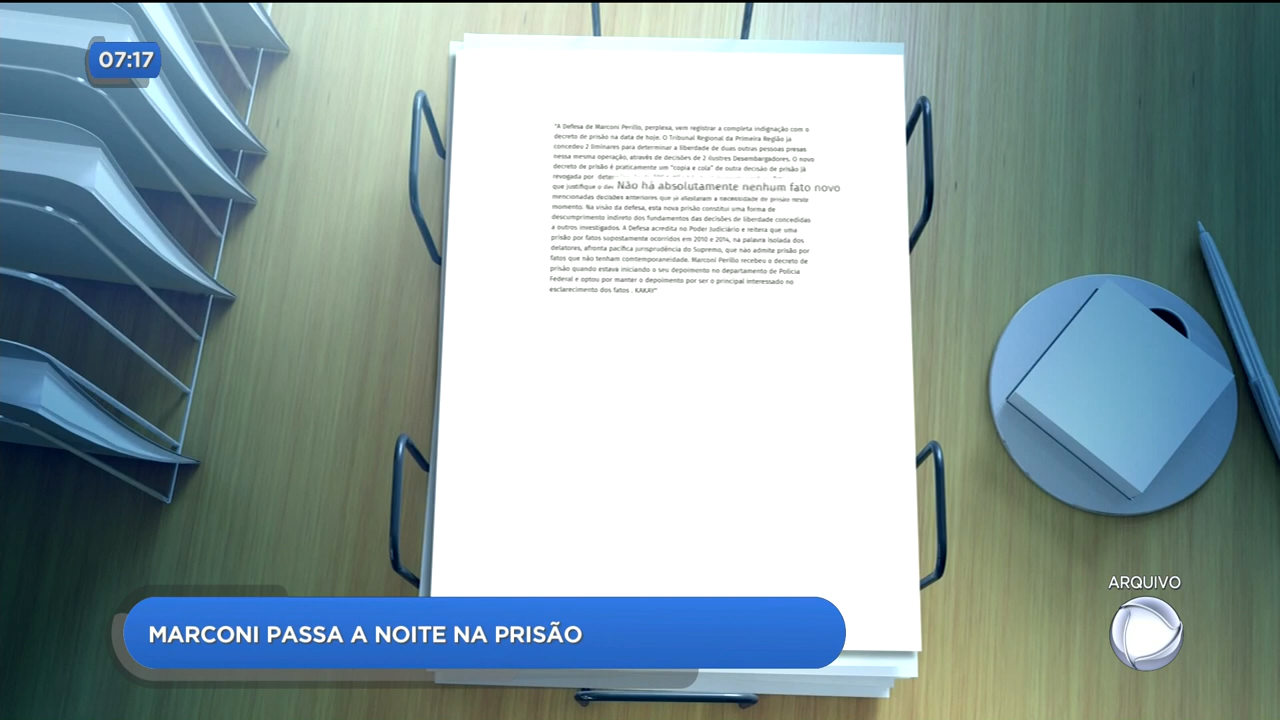 07:17
"A Defesa de Marconi Perillo, perplexa, vem registrar a completa indignação com o
decreto de prisão na data de hoje. O Tribunal Regional da Primeira Região ja
concedeu 2 liminares para determinar a liberdade de duas outras pessoas presas
nessa mesma operação, através de decisões de 2 ilustres Desembargadores. O novo
decreto de prisão é praticamente um "copia e cola" de outra decisão de prisão já
revogada por
que justifique o
Não há absolutamente nenhum fato novo
mencionadas decisões anteriores que já afastaram a necessidade de prisão neste
momento. Na visão da defesa, esta nova prisão constitui uma forma de
descumprimento indireto dos fundamentos das decisões de liberdade concedidas
a outros investigados. A Defesa acredita no Poder Judiciário e reitera que uma
prisão por fatos supostamente ocorridos em 2010 e 2014, na palavra isolada dos
delatores, afronta pacífica jurisprudência do Supremo, que não admite prisão por
fatos que não tenham comtemporaneidade. Marconi Perillo recebeu o decreto de
prisão quando estava iniciando o seu depoimento no departamento de Policia
Federal e optou por manter o depoimento por ser o principal interessado no
esclarecimento dos fatos . KAKAY"
ARQUIVO
MARCONI PASSA A NOITE NA PRISÃO